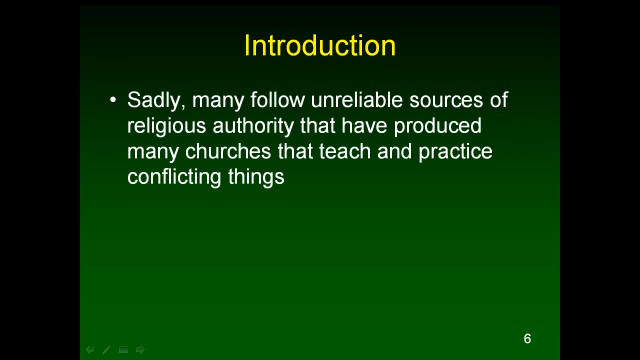 Introduction
• Sadly, many follow unreliable sources of
religious authority that have produced
many churches that teach and practice
conflicting things
6